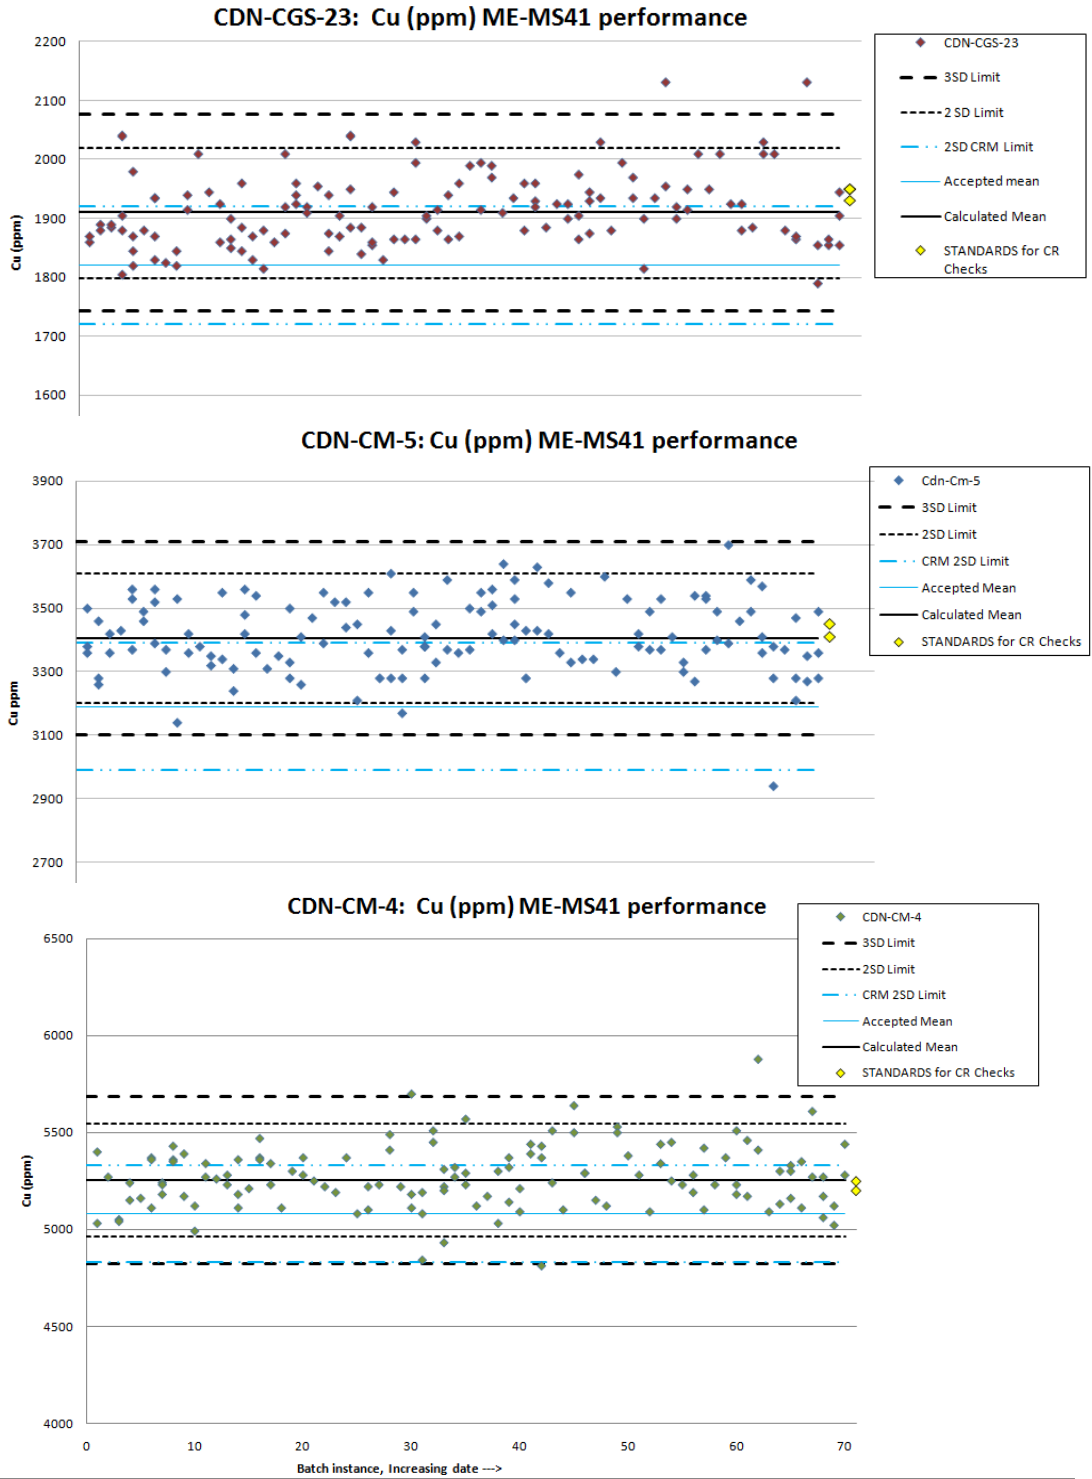 CDN-CGS-23: Cu (ppm) ME-MS41 performance
2200
2100
2000
1900
1800
1700
1600
Cu (ppm)
CDN-CGS-23
3SD Limit
2 SD Limit
2SD CRM Limit
Accepted mean
Calculated Mean
STANDARDS for CR
Checks
CDN-CM-5: Cu (ppm) ME-MS41 performance
3900
3700
3500
3300
3100
2900
2700
Cu ppm
Cdn-Cm-5
3SD Limit
2SD Limit
CRM 2SD Limit
Accepted Mean
Calculated Mean
STANDARDS for CR Checks
CDN-CM-4: Cu (ppm) ME-MS41 performance
6500
6000
5500
5000
4500
4000
Cu (ppm)
CDN-CM-4
3SD Limit
2SD Limit
CRM 2SD Limit
Accepted Mean
Calculated Mean
STANDARDS for CR Checks
0 10 20 30 40 50 60 70
Batch instance, Increasing date --->